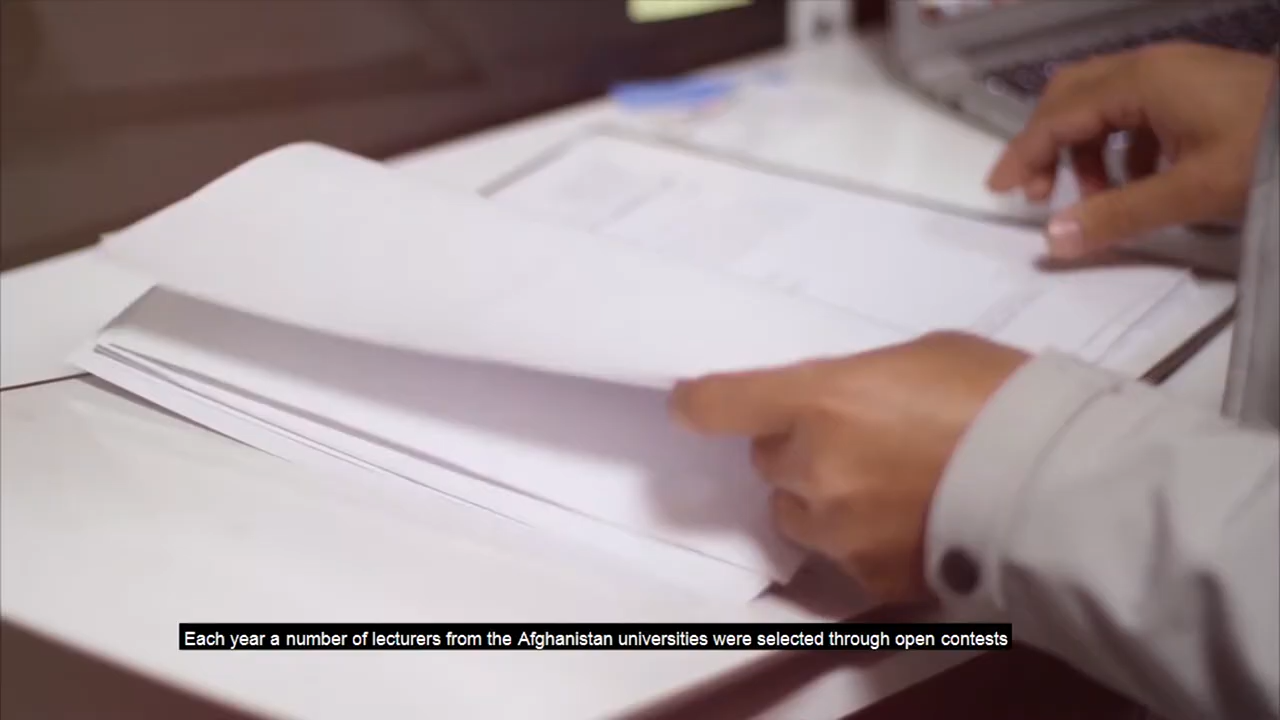 Each year a number of lecturers from the Afghanistan universities were selected through open contests